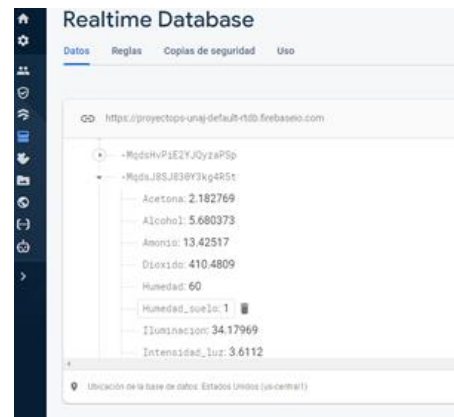 Realtime Database
Datos Reglas Copias de seguridad Uso
https://proyectops-unaj-default-rtdb.firebaseio.com
-MqdsHvPiE2YJQyzaPSp
-MqdsJ8SJ830Y3kg4R5t
Acetona: 2.182769
Alcohol: 5.680373
Amonio: 13.42517
Dioxido: 410.4809
Humedad: 60
Humedad_suelo: 1
Iluminacion: 34.17969
Intensidad_luz: 3.6112
Ubicación de la base de datos: Estados Unidos (us-central1)